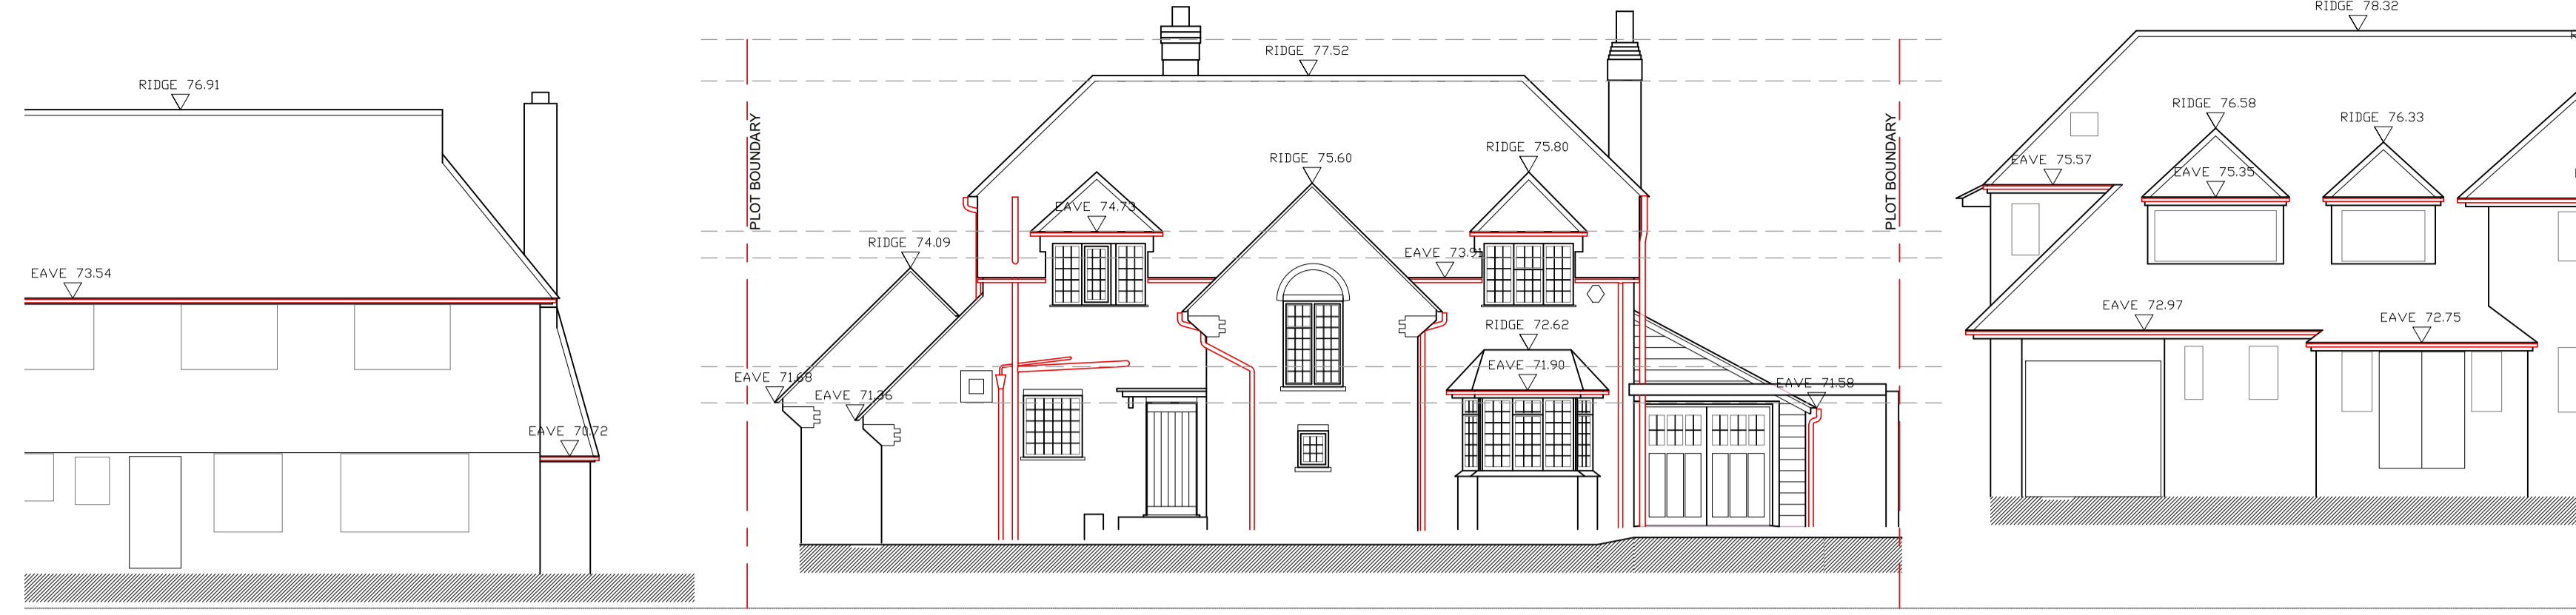 RIDGE 76.91
EAVE 73.54
EAVE 70.72
PLOT BOUNDARY
RIDGE 77.52
RIDGE 75.60
RIDGE 75.80
EAVE 74.73
RIDGE 74.09
EAVE 73.91
RIDGE 72.62
EAVE 71.90
EAVE 71.68
EAVE 71.36
EAVE 71.58
PLOT BOUNDARY
RIDGE 78.32
RIDGE 76.58
RIDGE 76.33
EAVE 75.57
EAVE 75.35
EAVE 72.97
EAVE 72.75